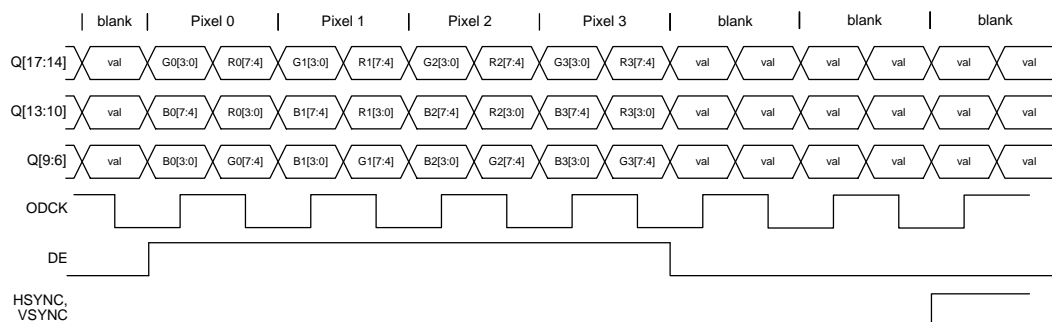 blank Pixel 0 Pixel 1 Pixel 2 Pixel 3 blank blank blank
Q[17:14] val G0[3:0] R0[7:4] G1[3:0] R1[7:4] G2[3:0] R2[7:4] G3[3:0] R3[7:4] val val val val val val
Q[13:10] val B0[7:4] R0[3:0] B1[7:4] R1[3:0] B2[7:4] R2[3:0] B3[7:4] R3[3:0] val val val val val val
Q[9:6] val B0[3:0] G0[7:4] B1[3:0] G1[7:4] B2[3:0] G2[7:4] B3[3:0] G3[7:4] val val val val val val
ODCK
DE
HSYNC,
VSYNC